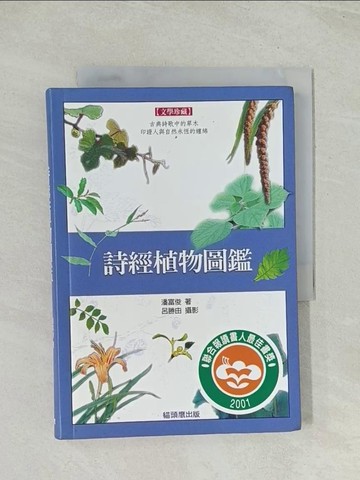 【文學珍藏】
古典詩歌中的草木
印證人與自然永恆的纏綿
詩經植物圖鑑
潘富俊 著
呂勝由 攝影
聯合報讀書人最佳書獎
2001
貓頭鷹出版